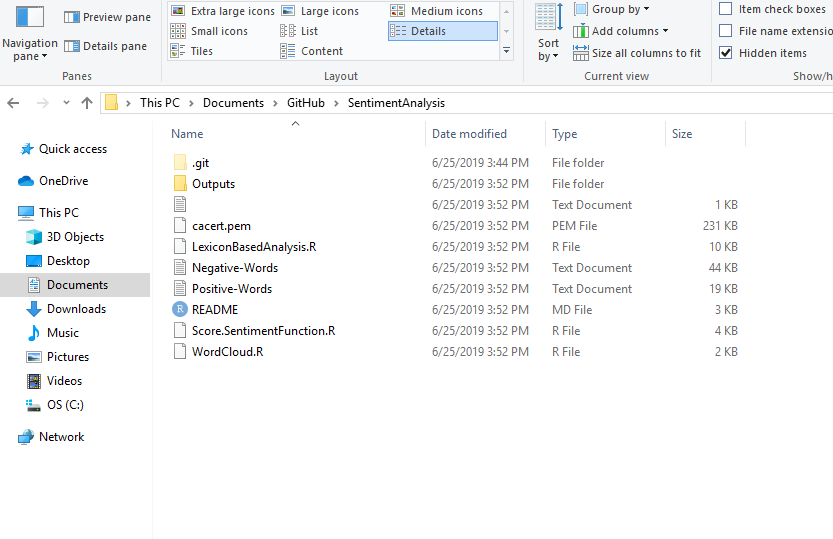 Preview pane
Details pane
Navigation pane
Panes
Extra large icons
Large icons
Medium icons
Small icons
List
Details
Tiles
Content
Layout
Sort by
Group by
Add columns
Size all columns to fit
Current view
Item check boxes
File name
Hidden items
This PC > Documents > GitHub > SentimentAnalysis
Quick access
OneDrive
This PC
3D Objects
Desktop
Documents
Downloads
Music
Pictures
Videos
OS (C:)
Network
Name Date modified Type Size
.git 6/25/2019 3:44 PM File folder
Outputs 6/25/2019 3:52 PM File folder
6/25/2019 3:52 PM Text Document 1 KB
cacert.pem 6/25/2019 3:52 PM PEM File 231 KB
LexiconBasedAnalysis.R 6/25/2019 3:52 PM R File 10 KB
Negative-Words 6/25/2019 3:52 PM Text Document 44 KB
Positive-Words 6/25/2019 3:52 PM Text Document 19 KB
R README 6/25/2019 3:52 PM MD File 3 KB
Score.SentimentFunction.R 6/25/2019 3:52 PM R File 4 KB
WordCloud.R 6/25/2019 3:52 PM R File 2 KB